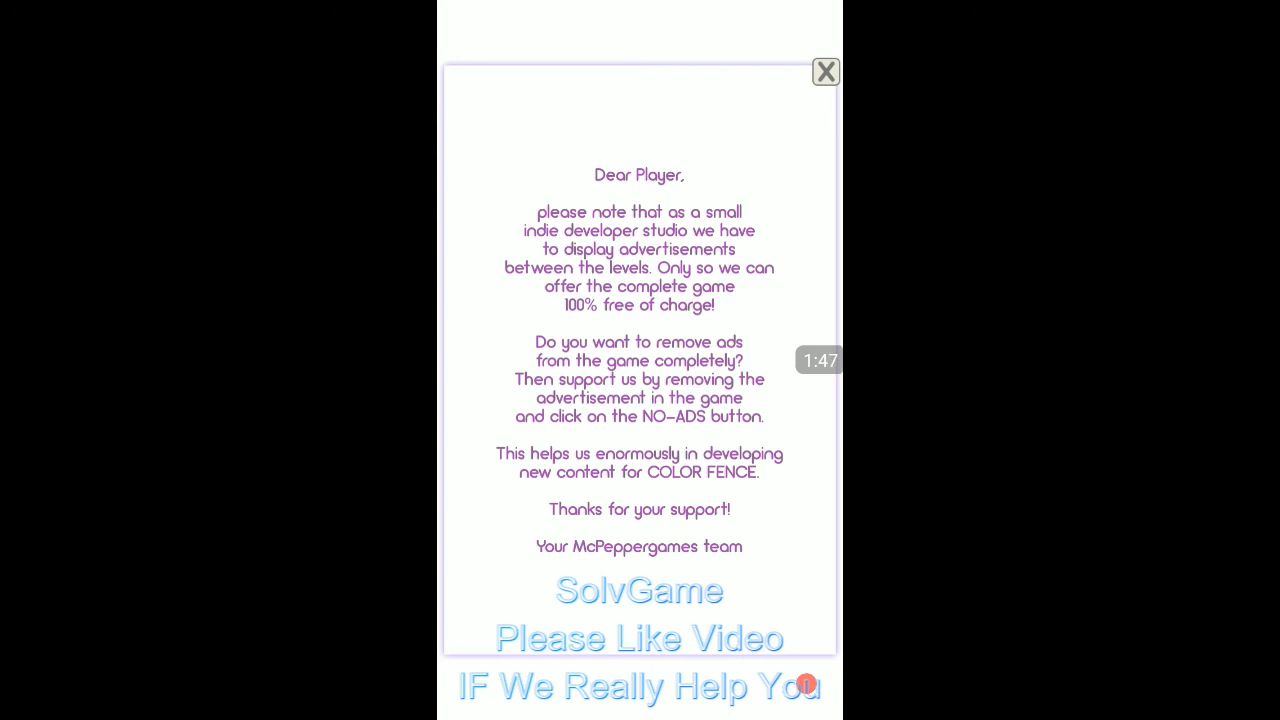 X
Dear Player,
please note that as a small
indie developer studio we have
to display advertisements
between the levels. Only so we can
offer the complete game
100% free of charge!
Do you want to remove ads
from the game completely?
1:47
Then support us by removing the
advertisement in the game
and click on the NO-ADS button.
This helps us enormously in developing
new content for COLOR FENCE.
Thanks for your support!
Your McPeppergames team
SolvGame
Please Like Video
IF We Really Help You